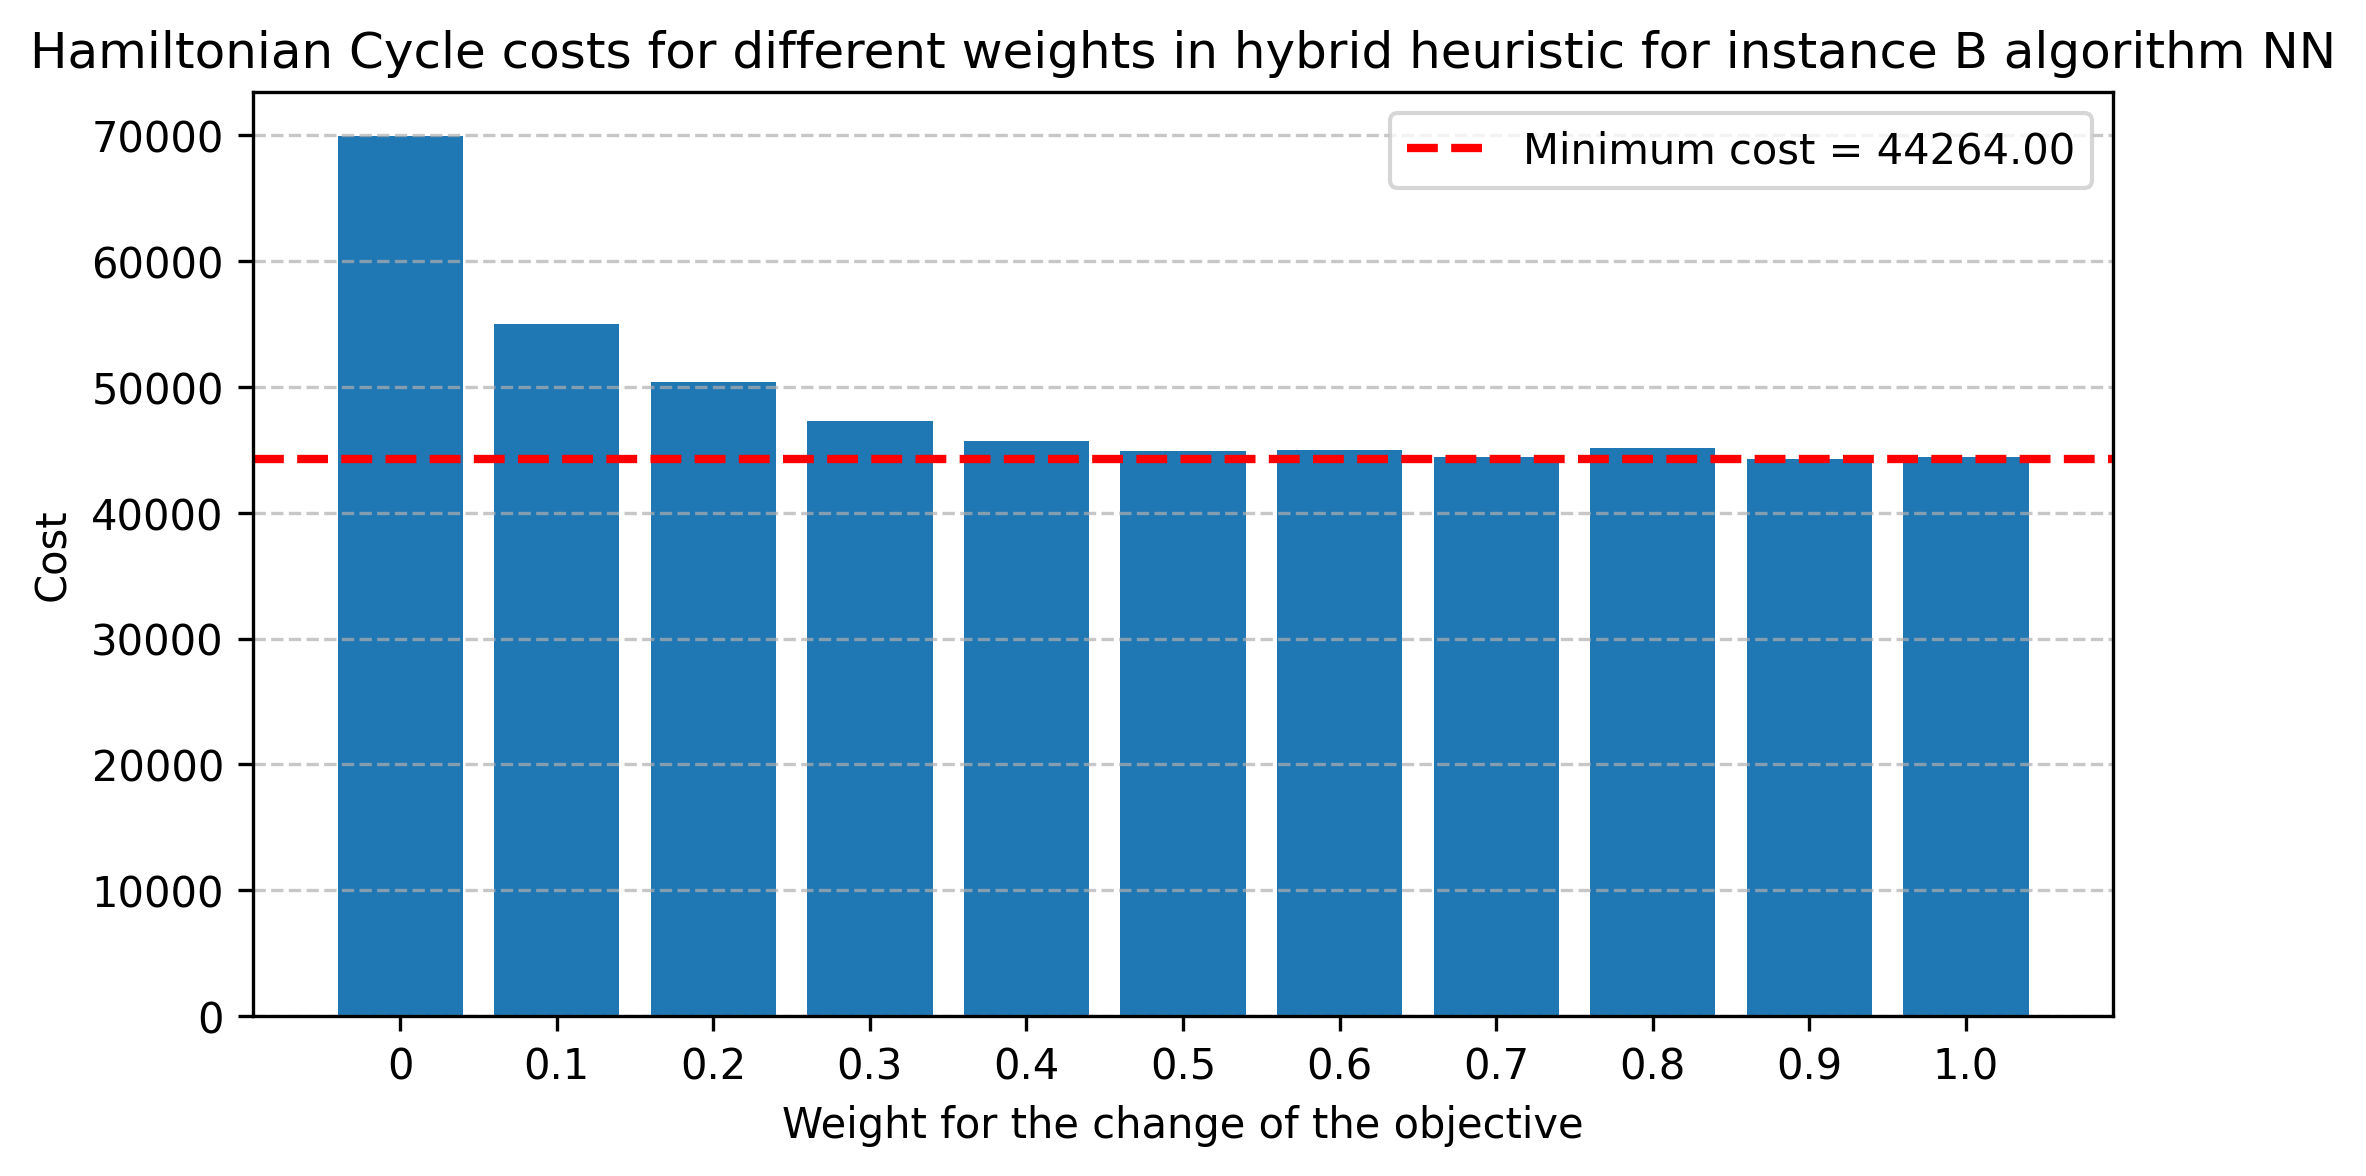 Hamiltonian Cycle costs for different weights in hybrid heuristic for instance B algorithm NN
Minimum cost = 44264.00
70000
60000
50000
40000
30000
20000
10000
0
Cost
0 0.1 0.2 0.3 0.4 0.5 0.6 0.7 0.8 0.9 1.0
Weight for the change of the objective